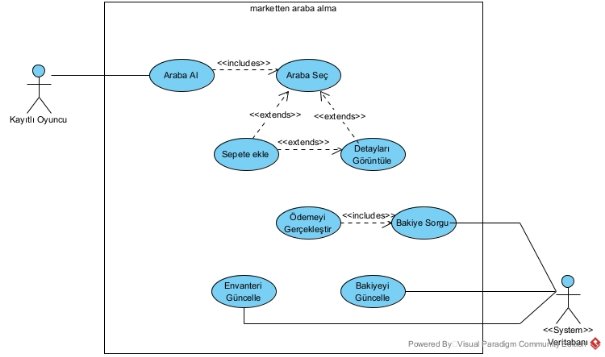 marketten araba alma
Araba Al
<<includes>>
Araba Seç
Kayıtlı Oyuncu
<<extends>>
<<extends>>
Sepete ekle
<<extends>>
Detayları
Görüntüle
Ödemeyi
Gerçekleştir
<<includes>>
Bakiye Sorgu
Envanteri
Güncelle
Bakiyeyi
Güncelle
<<System>>
Veritabanı
Powered By Visual Paradigm Community Edition